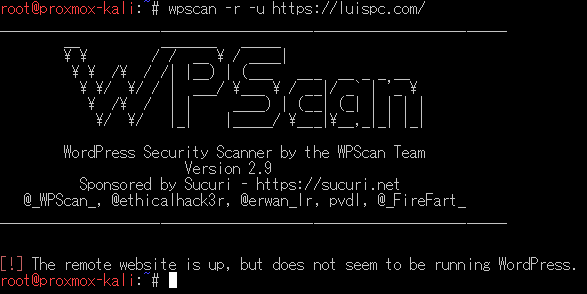 root@proxmox-kali:~# wpscan -r -u https://luispc.com/
WPScan
WordPress Security Scanner by the WPScan Team
Version 2.9
Sponsored by Sucuri - https://sucuri.net
@_WPScan_, @ethicalhack3r, @erwan_lr, pvdl, @_FireFart_
[!] The remote website is up, but does not seem to be running WordPress.
root@proxmox-kali:~#